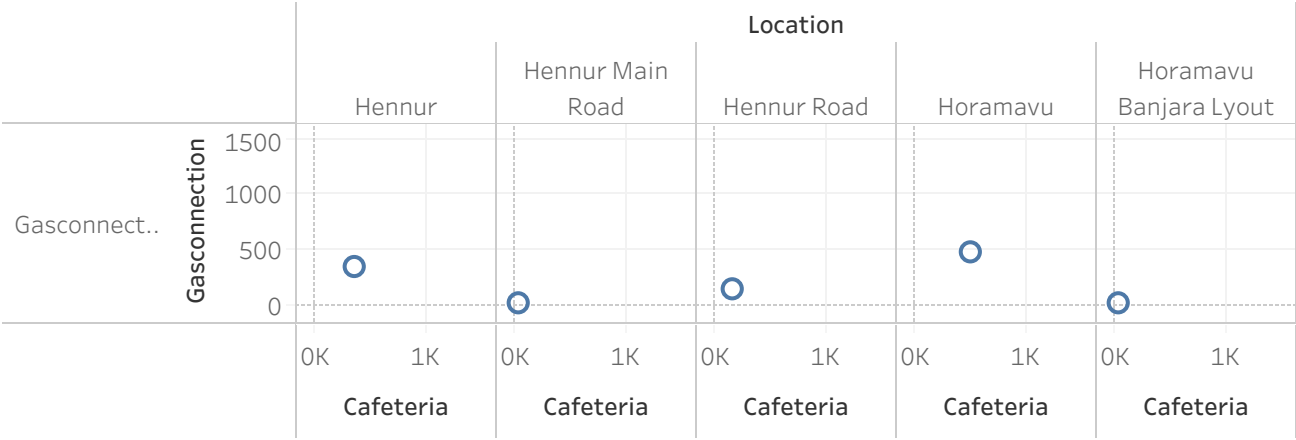 Location
Hennur
Hennur Main
Road
Hennur Road
Horamavu
Horamavu
Banjara Lyout
Gasconnect..
Gasconnection
1500
1000
500
0
0K 1K 0K 1K 0K 1K 0K 1K 0K 1K
Cafeteria Cafeteria Cafeteria Cafeteria Cafeteria